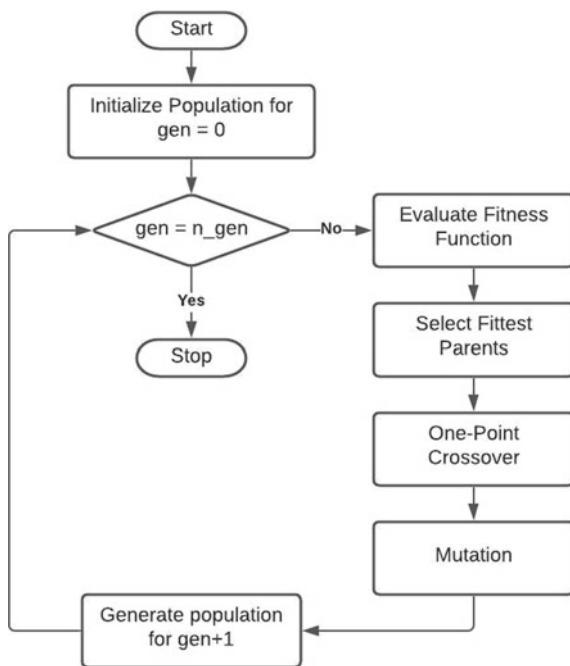 Start
Initialize Population for
gen = 0
gen = n_gen
No
Yes
Stop
Evaluate Fitness
Function
Select Fittest
Parents
One-Point
Crossover
Mutation
Generate population
for gen+1